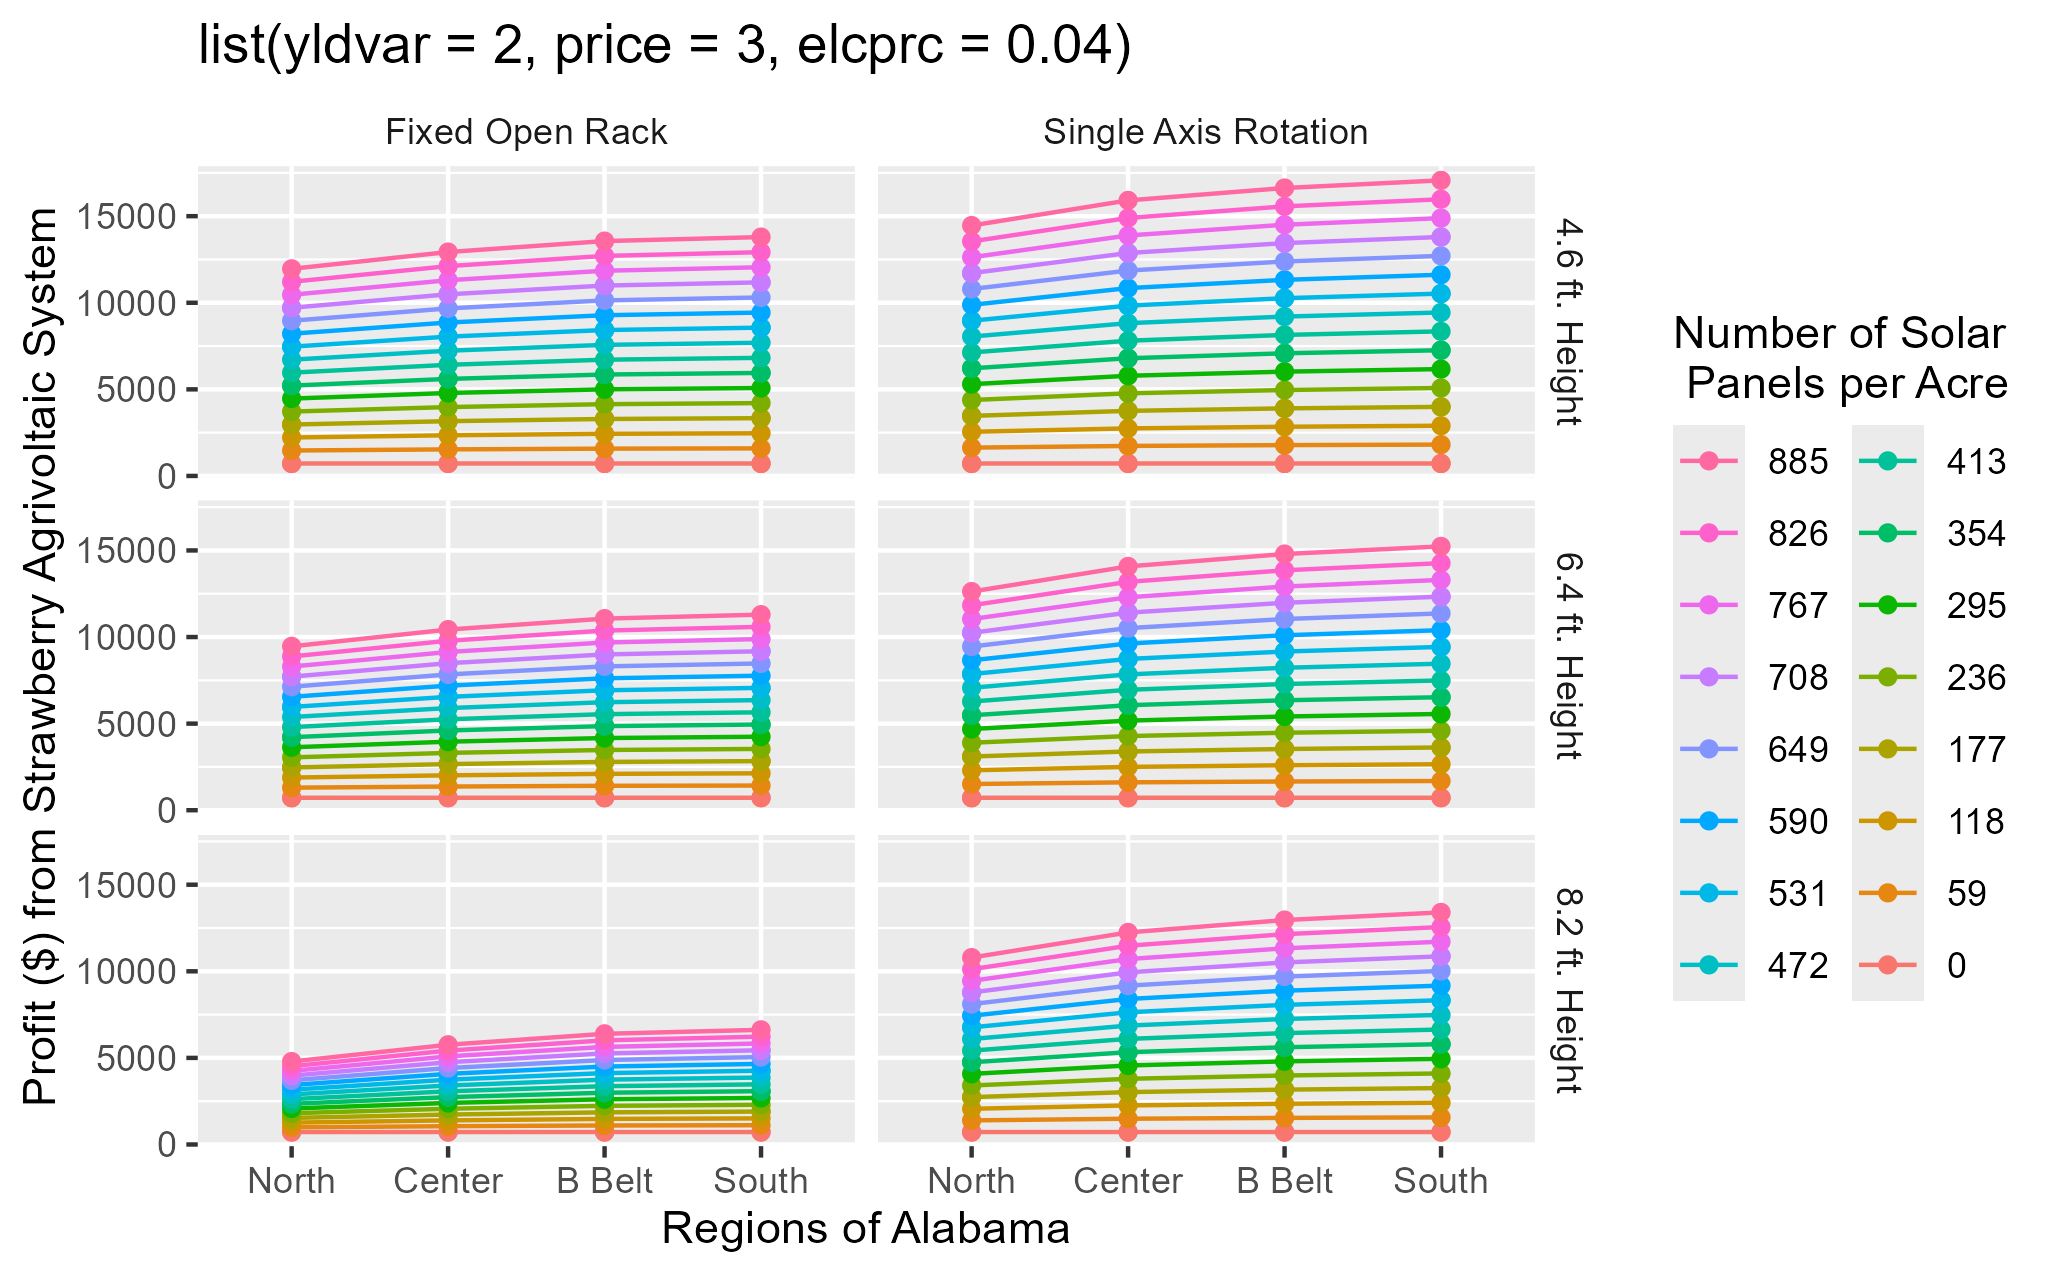 list(yldvar = 2, price = 3, elcprc = 0.04)
Fixed Open Rack
Single Axis Rotation
Profit ($) from Strawberry Agrivoltaic System
15000
10000
5000
0
4.6 ft. Height
15000
10000
5000
0
6.4 ft. Height
15000
10000
5000
0
8.2 ft. Height
North
Center
B Belt
South
North
Center
B Belt
South
Regions of Alabama
Number of Solar
Panels per Acre
885
826
767
708
649
590
531
472
413
354
295
236
177
118
59
0